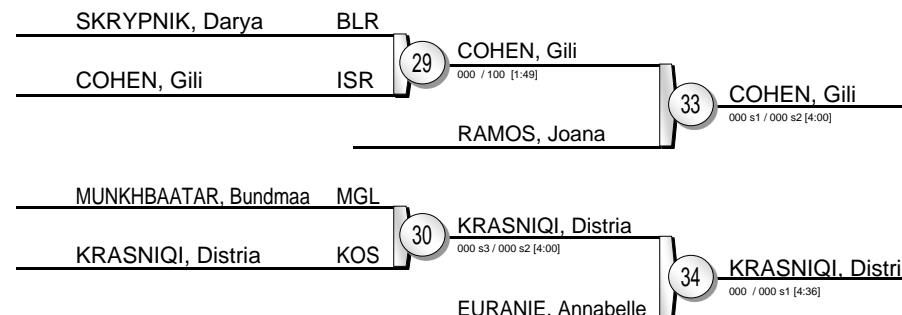 SKRYPNIK, Darya BLR
COHEN, Gili ISR
29
COHEN, Gili
000 / 100 [1:49]
RAMOS, Joana
33
COHEN, Gili
000 s1 / 000 s2 [4:00]
MUNKHBAATAR, Bundmaa MGL
KRASNIQI, Distria KOS
30
KRASNIQI, Distria
000 s3 / 000 s2 [4:00]
EURANIE, Annabelle
34
KRASNIQI, Distri
000 / 000 s1 [4:36]